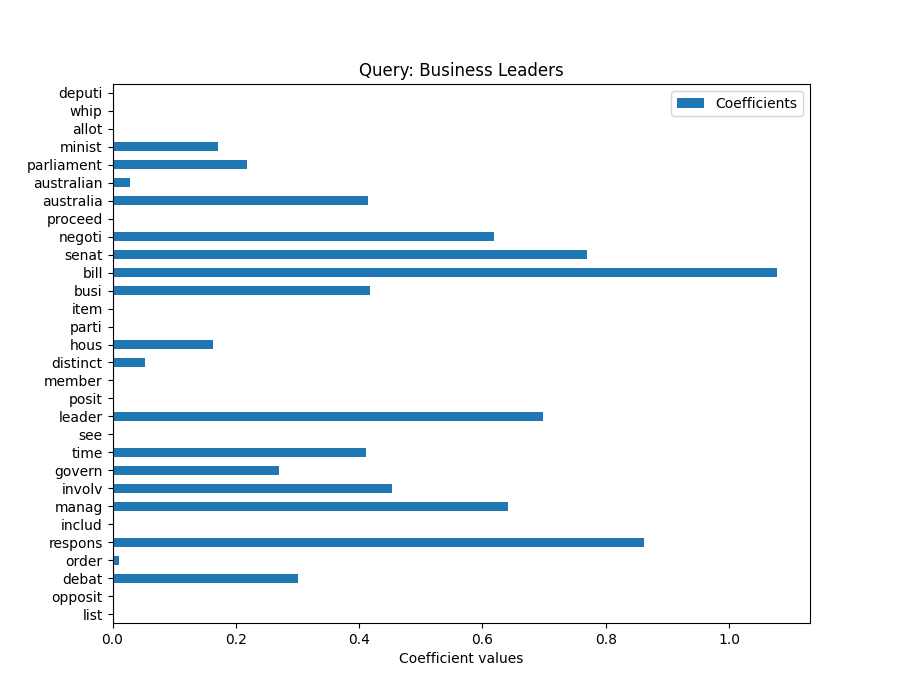 Query: Business Leaders
Coefficients
deputi
whip
allot
minist
parliament
australian
australia
proceed
negoti
senat
bill
busi
item
parti
hous
distinct
member
posit
leader
see
time
govern
involv
manag
includ
respons
order
debat
opposit
list
0.0 0.2 0.4 0.6 0.8 1.0
Coefficient values